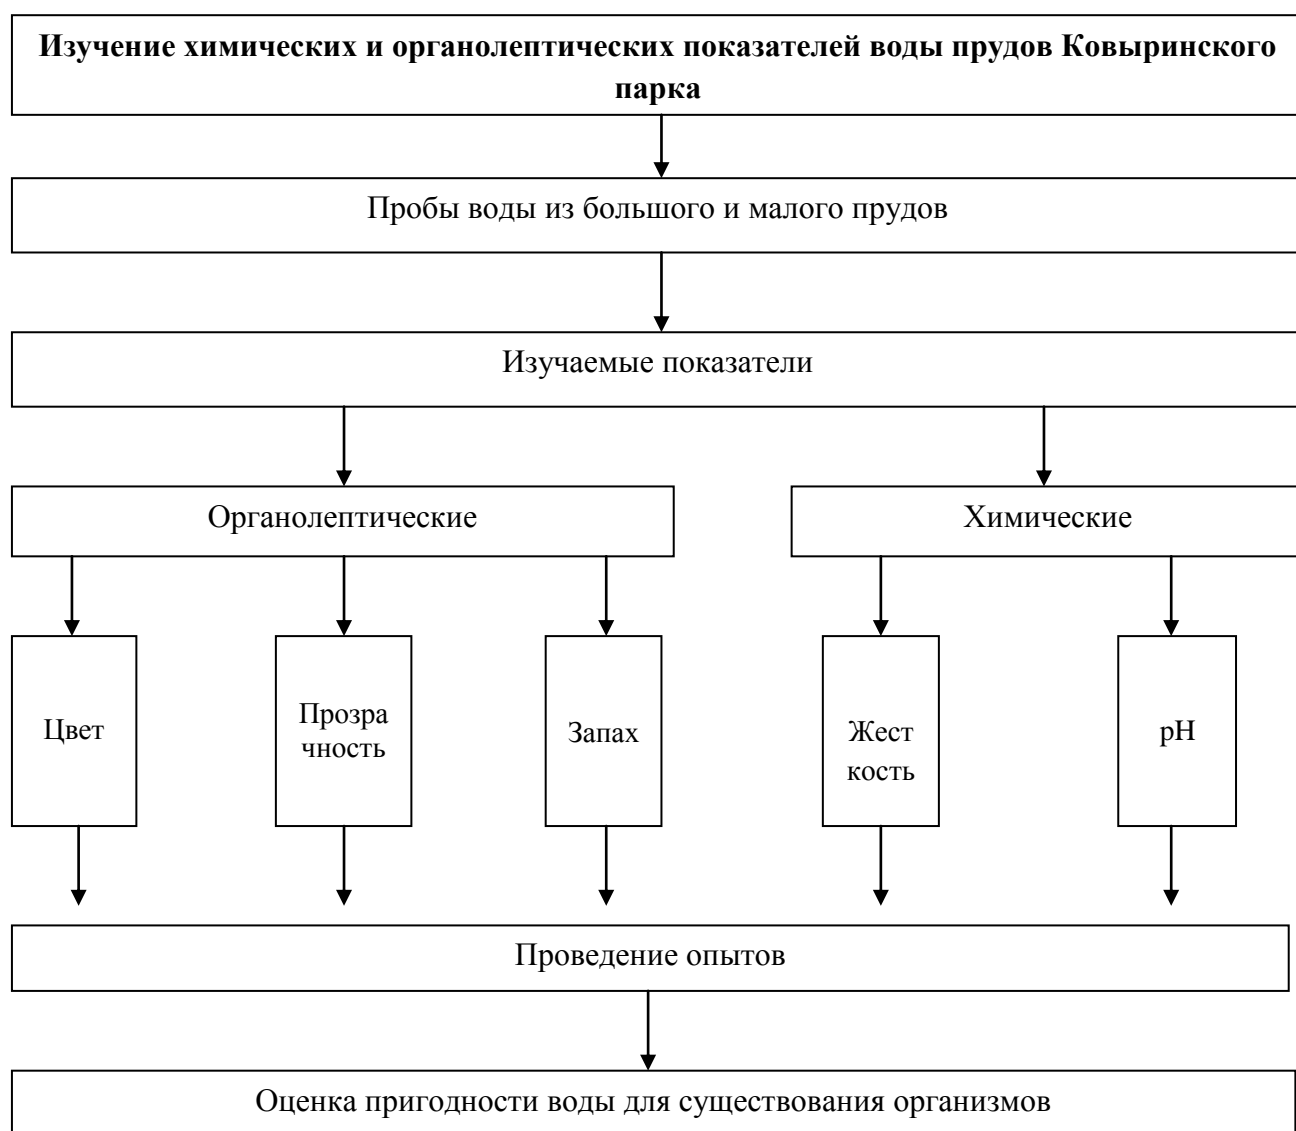 Изучение химических и органолептических показателей воды прудов Ковыринского
парка
Пробы воды из большого и малого прудов
Изучаемые показатели
Органолептические
Химические
Цвет
Прозра
чность
Запах
Жест
кость
pH
Проведение опытов
Оценка пригодности воды для существования организмов